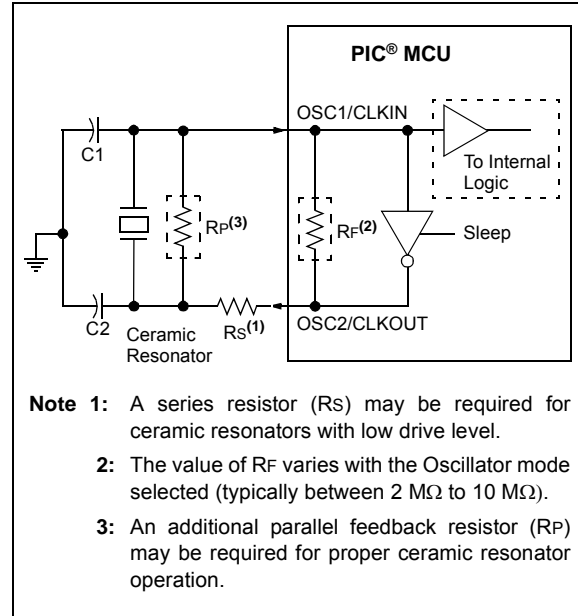 PIC® MCU
OSC1/CLKIN
C1
To Internal
Logic
RP(3)
RF(2)
Sleep
C2
Ceramic
Resonator
RS(1)
OSC2/CLKOUT
Note 1: A series resistor (RS) may be required for
ceramic resonators with low drive level.
2: The value of RF varies with the Oscillator mode
selected (typically between 2 MΩ to 10 MΩ).
3: An additional parallel feedback resistor (RP)
may be required for proper ceramic resonator
operation.